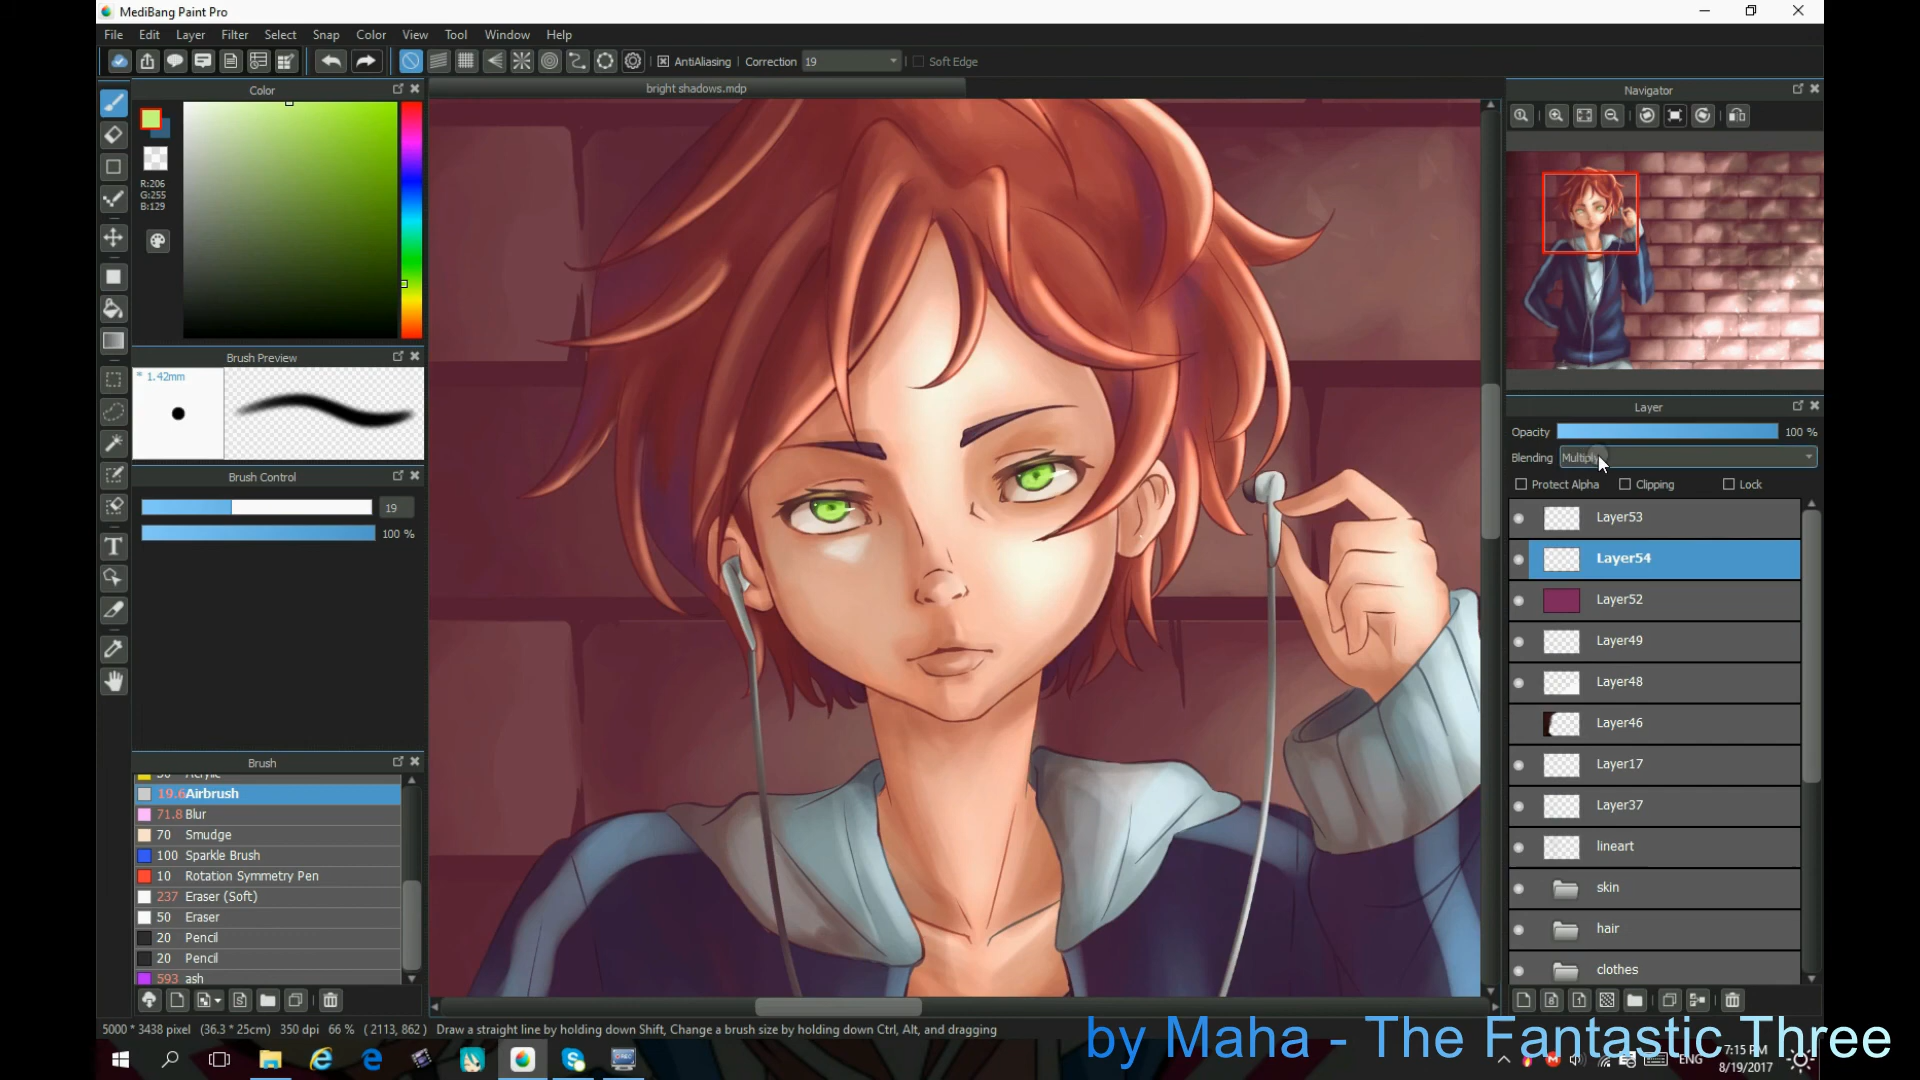 MediBang Paint Pro
File Edit Layer Filter Select Snap Color View Tool Window Help
AntiAliasing Correction 19 Soft Edge
Color
bright shadows.mdp
Navigator
R:206
G:255
B:129
Brush Preview
* 1.42mm
Layer
Opacity 100 %
Blending Multiply
Protect Alpha Clipping Lock
Brush Control
19
100 %
Layer53
Layer54
Layer52
Layer49
Layer48
Layer46
Layer17
Layer37
lineart
skin
hair
clothes
Brush
50 Acrylic
19.6 Airbrush
71.8 Blur
70 Smudge
100 Sparkle Brush
10 Rotation Symmetry Pen
237 Eraser (Soft)
50 Eraser
20 Pencil
20 Pencil
593 ash
5000 * 3438 pixel (36.3 * 25cm) 350 dpi 66 % ( 2113, 862 ) Draw a straight line by holding down Shift, Change a brush size by holding down Ctrl, Alt, and dragging
by Maha - The Fantastic Three
ENG
7:15 PM
8/19/2017